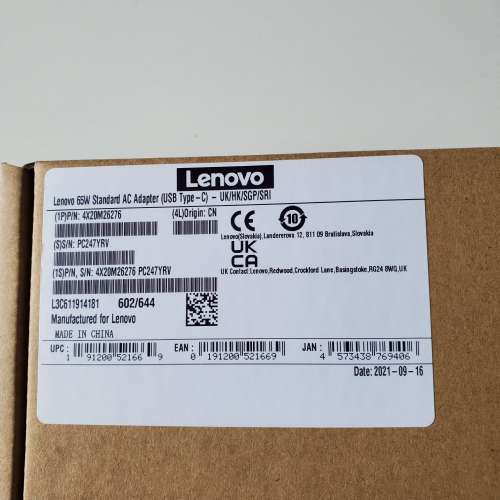 Lenovo
Lenovo 65W Standard AC Adapter (USB Type-C) - UK/HK/SGP/SRI
(1P)P/N: 4X20M26276 (4L)Origin: CN
(S)S/N: PC247YRV
(1S)P/N, S/N: 4X20M26276 PC247YRV
L3C611914181 602/644
Manufactured for Lenovo
MADE IN CHINA
CE 10
Lenovo(Slovakia),Landererova 12, 811 09 Bratislava,Slovakia
UK
CA
UK Contact:Lenovo,Redwood,Crockford Lane,Basingstoke,RG24 8WQ,UK
UPC: 1 91200 52166 9 EAN: 0 191200 521669 JAN: 4 573438 769406
Date: 2021-09-16